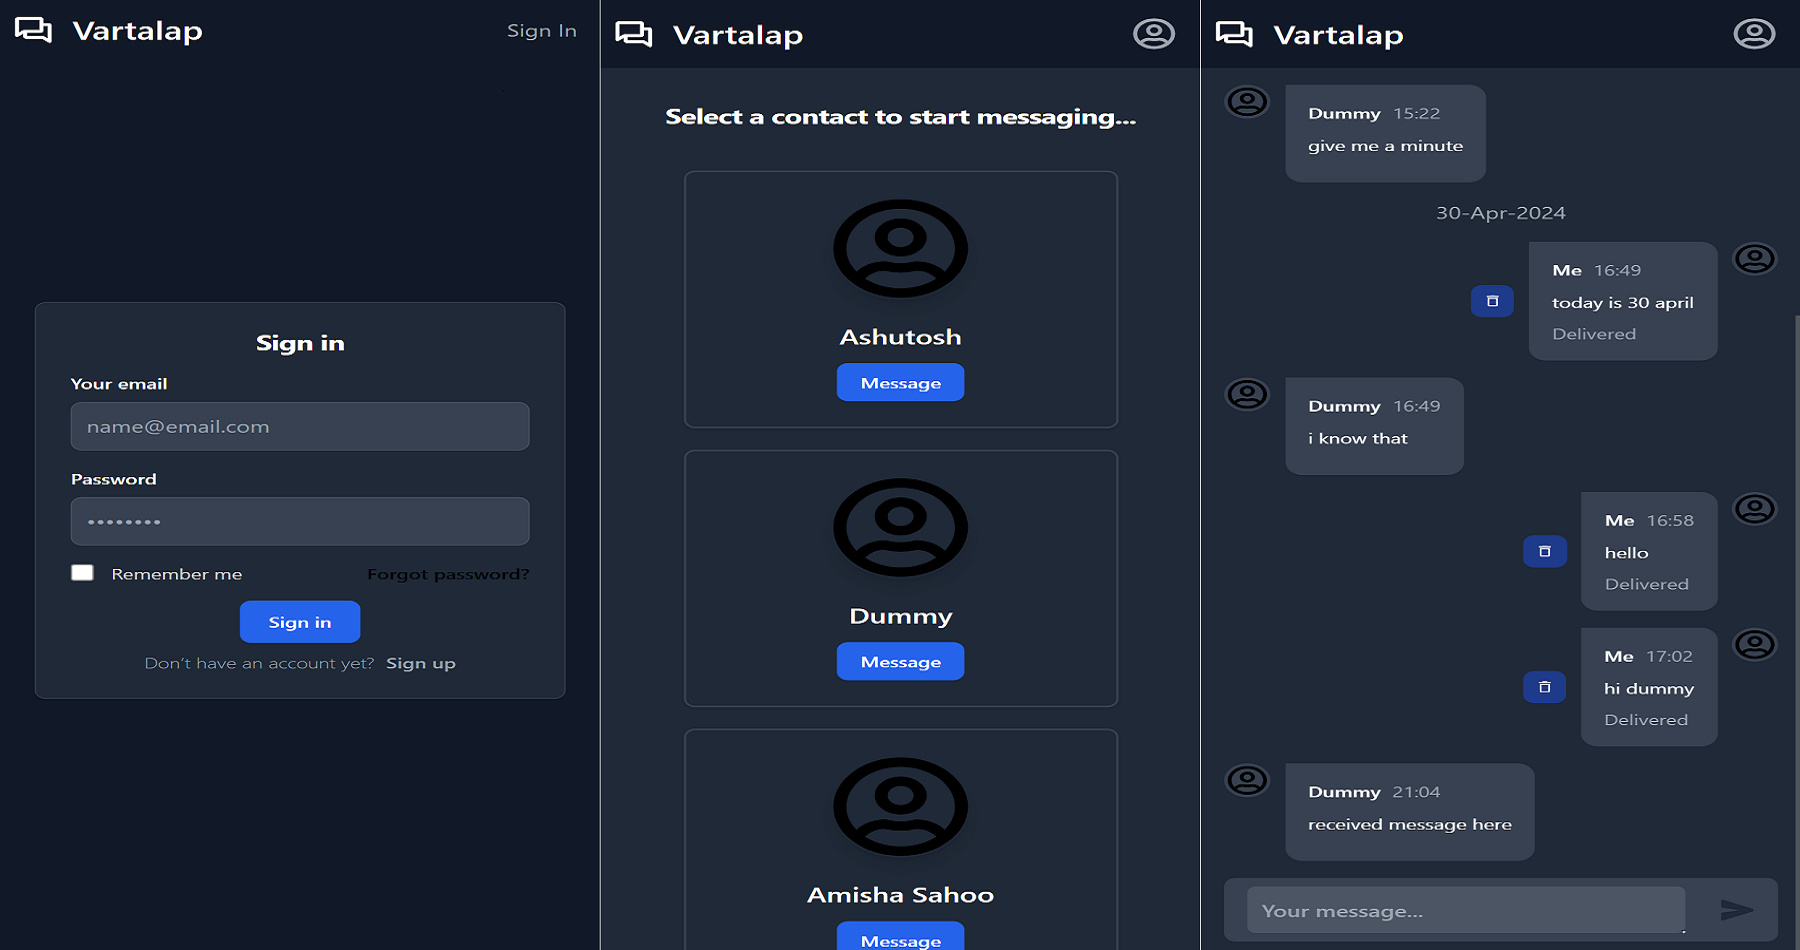 Vartalap
Sign In
Sign in
Your email
name@email.com
Password
••••••••
Remember me
Forgot password?
Sign in
Don't have an account yet? Sign up
Vartalap
Select a contact to start messaging...
Ashutosh
Message
Dummy
Message
Amisha Sahoo
Message
Vartalap
Dummy 15:22
give me a minute
30-Apr-2024
Me 16:49
today is 30 april
Delivered
Dummy 16:49
i know that
Me 16:58
hello
Delivered
Me 17:02
hi dummy
Delivered
Dummy 21:04
received message here
Your message...